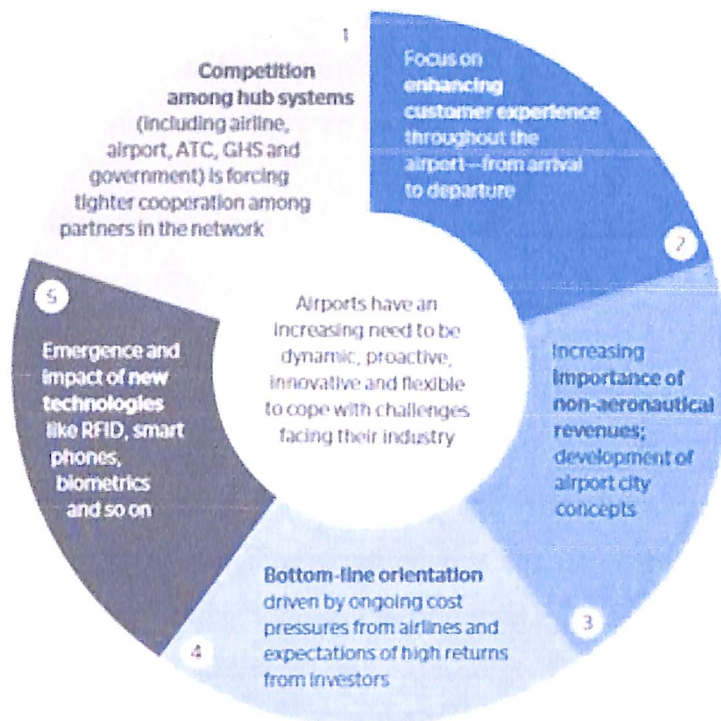 1
Competition
among hub systems
(including airline,
airport, ATC, GHS and
government) is forcing
tighter cooperation among
partners in the network
Focus on
enhancing
customer experience
throughout the
airport—from arrival
to departure
2
Increasing
importance of
non-aeronautical
revenues;
development of
airport city
concepts
3
Bottom-line orientation
driven by ongoing cost
pressures from airlines and
expectations of high returns
from investors
4
5
Emergence and
impact of new
technologies
like RFID, smart
phones,
biometrics
and so on
Airports have an
increasing need to be
dynamic, proactive,
innovative and flexible
to cope with challenges
facing their industry